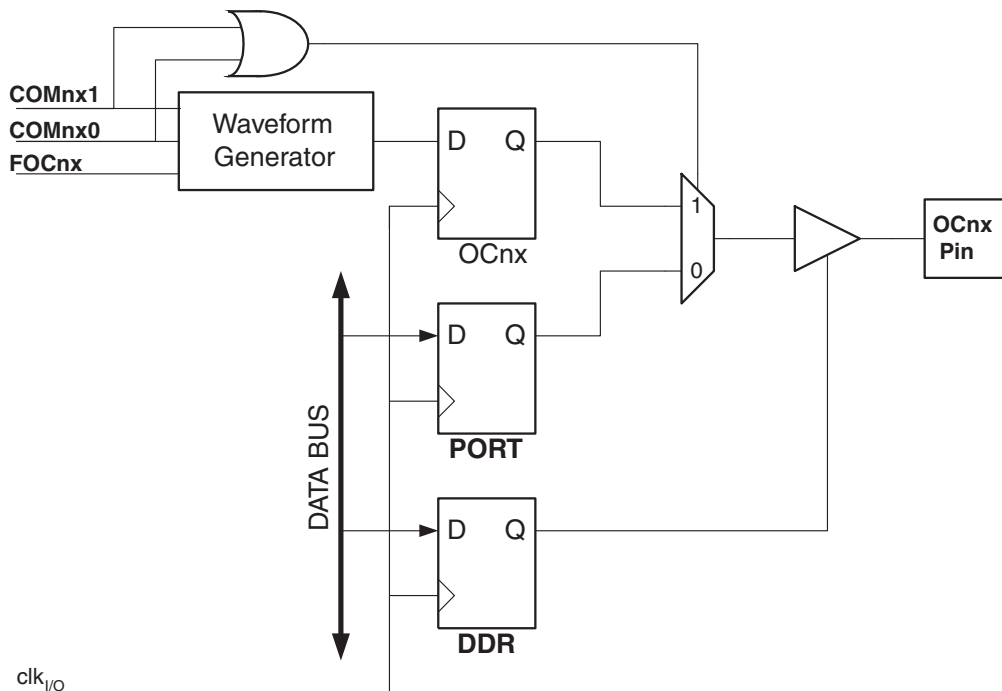 COMnx1
COMnx0
FOCnx
Waveform
Generator
D Q
OCnx
1
0
OCnx
Pin
DATA BUS
D Q
PORT
D Q
DDR
clkI/O